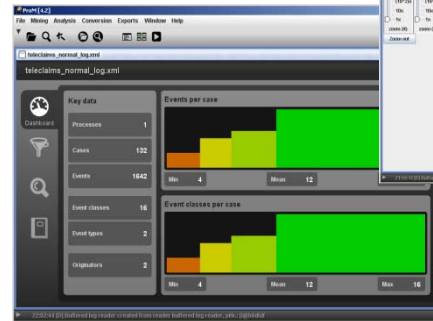 ProM [4.2]
File Mining Analysis Conversion Exports Window Help
teleclaims_normal_log.xml
teleclaims_normal_log.xml
Dashboard
Key data
Processes 1
Cases 132
Events 1642
Event classes 16
Event types 2
Originators 2
Events per case
Min 4 Mean 12
Event classes per case
Min 4 Mean 12 Max 16
Zoom out